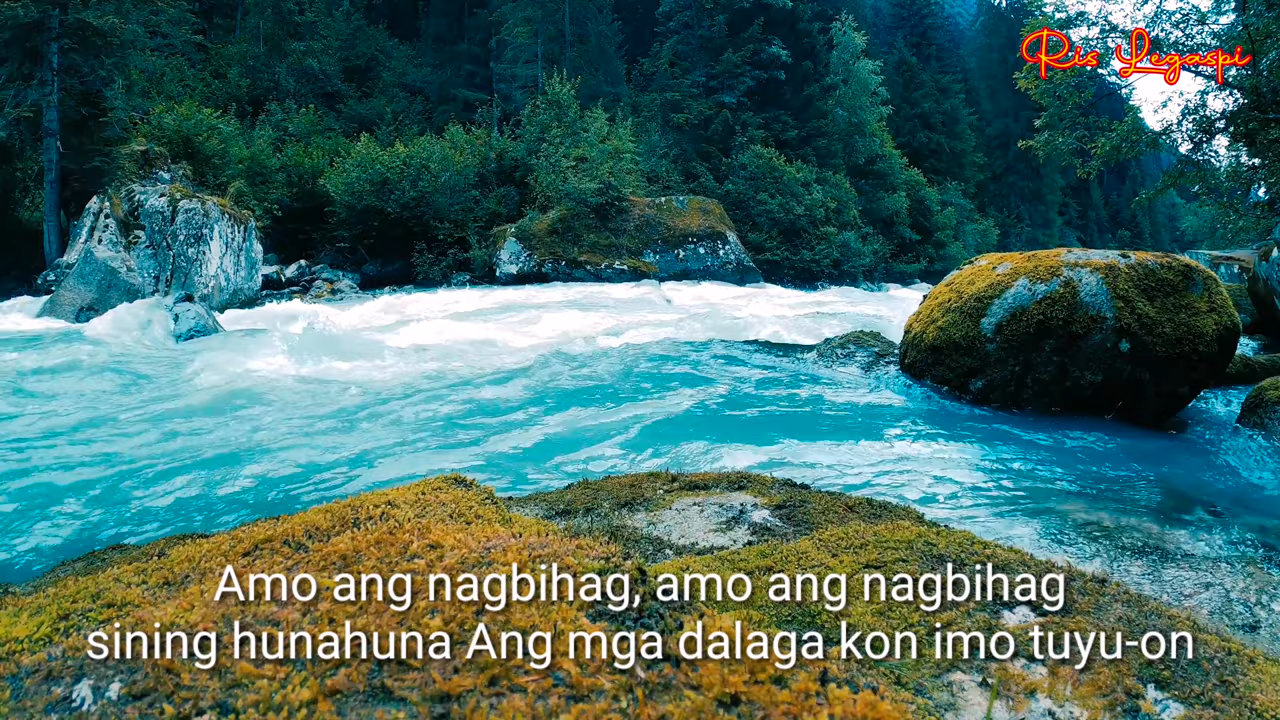 Ris Legaspi
Amo ang nagbihag, amo ang nagbihag
sining hunahuna Ang mga dalaga kon imo tuyu-on